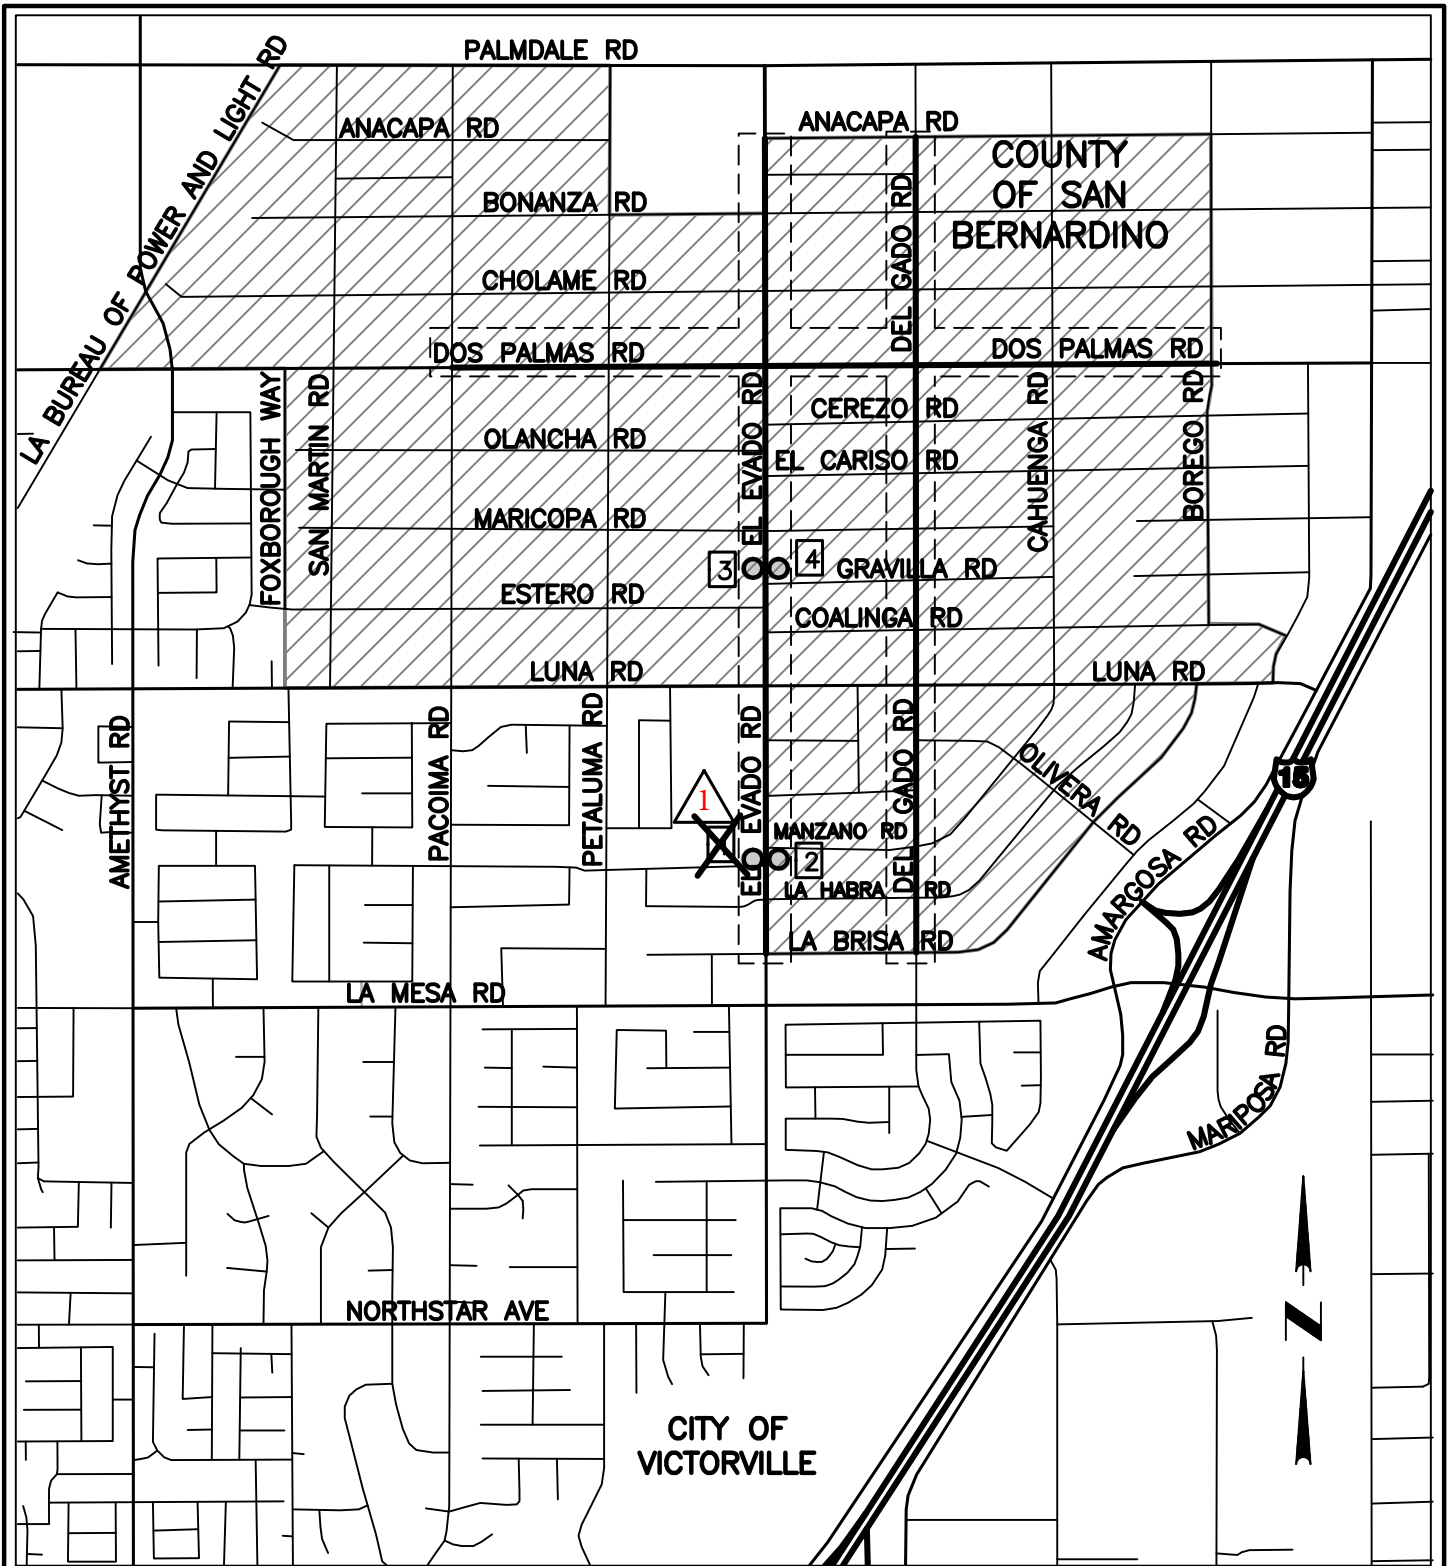 PALMDALE RD
LA BUREAU OF POWER AND LIGHT RD
ANACAPA RD
ANACAPA RD
COUNTY
OF SAN
BERNARDINO
BONANZA RD
DEL GADO RD
CHOLAME RD
DOS PALMAS RD
DOS PALMAS RD
FOXBOROUGH WAY
SAN MARTIN RD
EL EVADO RD
CEREZO RD
CAHUENGA RD
BOREGO RD
OLANCHA RD
EL CARISO RD
MARICOPA RD
3
4
GRAVILLA RD
ESTERO RD
COALINGA RD
LUNA RD
LUNA RD
AMETHYST RD
PACOIMA RD
PETALUMA RD
EL EVADO RD
DEL GADO RD
OLIVERA RD
15
1
MANZANO RD
2
AMARGOSA RD
LA HABRA RD
LA BRISA RD
LA MESA RD
MARIPOSA RD
NORTHSTAR AVE
N
CITY OF
VICTORVILLE